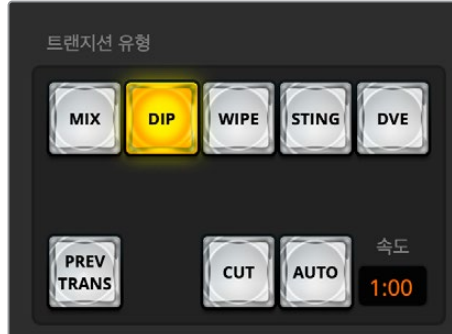 트랜지션 유형
MIX DIP WIPE STING DVE
속도
PREV TRANS CUT AUTO 1:00